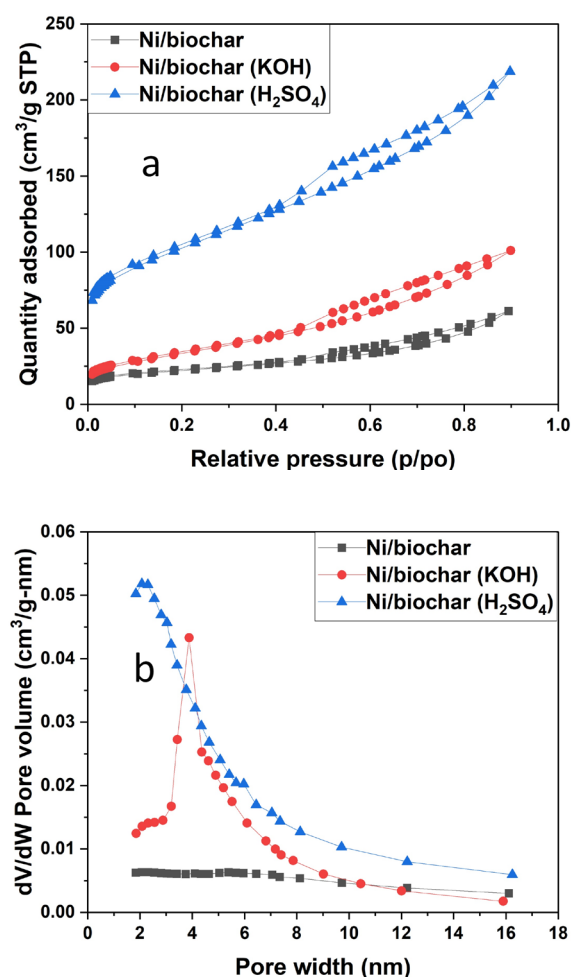 250
200
150
100
50
0
Quantity adsorbed (cm³/g STP)
Ni/biochar
Ni/biochar (KOH)
Ni/biochar (H₂SO₄)
a
0.0 0.2 0.4 0.6 0.8 1.0
Relative pressure (p/po)
0.06
0.05
0.04
0.03
0.02
0.01
0.00
dV/dW Pore volume (cm³/g-nm)
Ni/biochar
Ni/biochar (KOH)
Ni/biochar (H₂SO₄)
b
0 2 4 6 8 10 12 14 16 18
Pore width (nm)